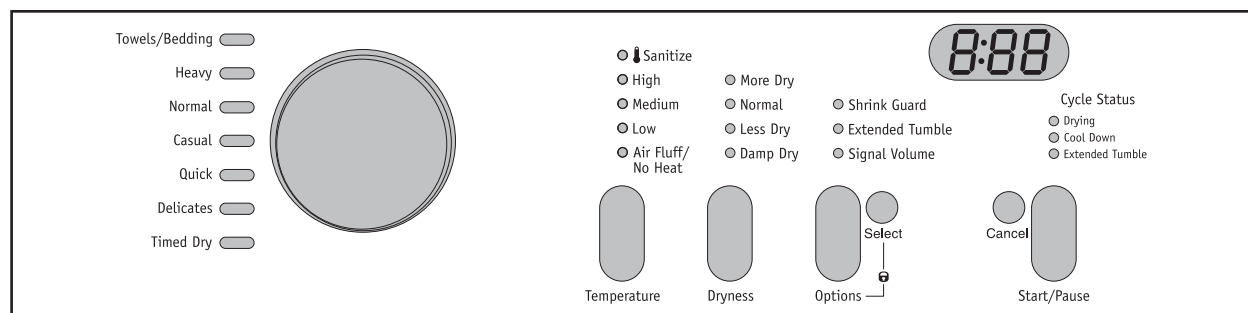 Towels/Bedding
Heavy
Normal
Casual
Quick
Delicates
Timed Dry
Sanitize
High
Medium
Low
Air Fluff/
No Heat
Temperature
More Dry
Normal
Less Dry
Damp Dry
Dryness
Shrink Guard
Extended Tumble
Signal Volume
Options
Select
8:88
Cycle Status
Drying
Cool Down
Extended Tumble
Cancel
Start/Pause